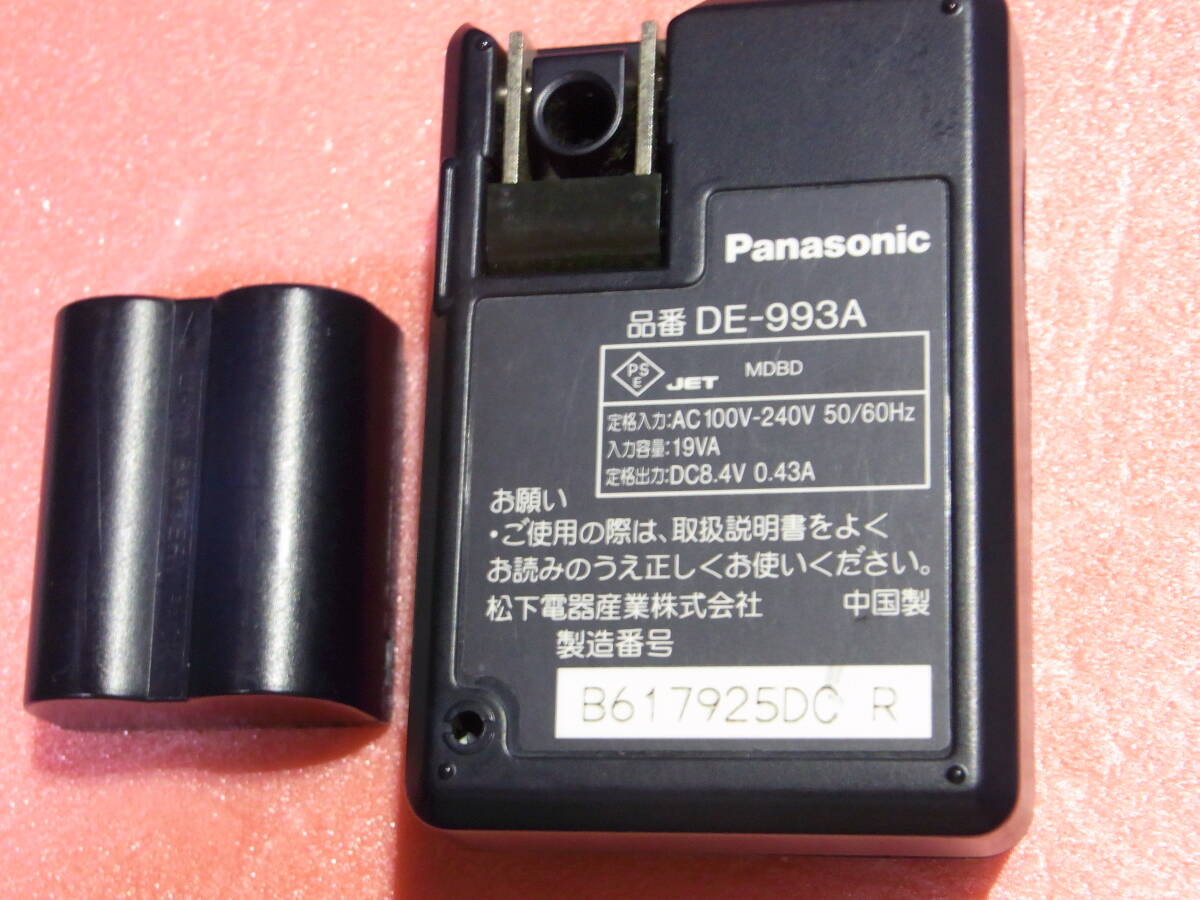 Panasonic
品番 DE-993A
PS
E
JET MDBD
定格入力:AC100V-240V 50/60Hz
入力容量:19VA
定格出力:DC8.4V 0.43A
お願い
・ご使用の際は、取扱説明書をよく
お読みのうえ正しくお使いください。
松下電器産業株式会社 中国製
製造番号
B617925DC R